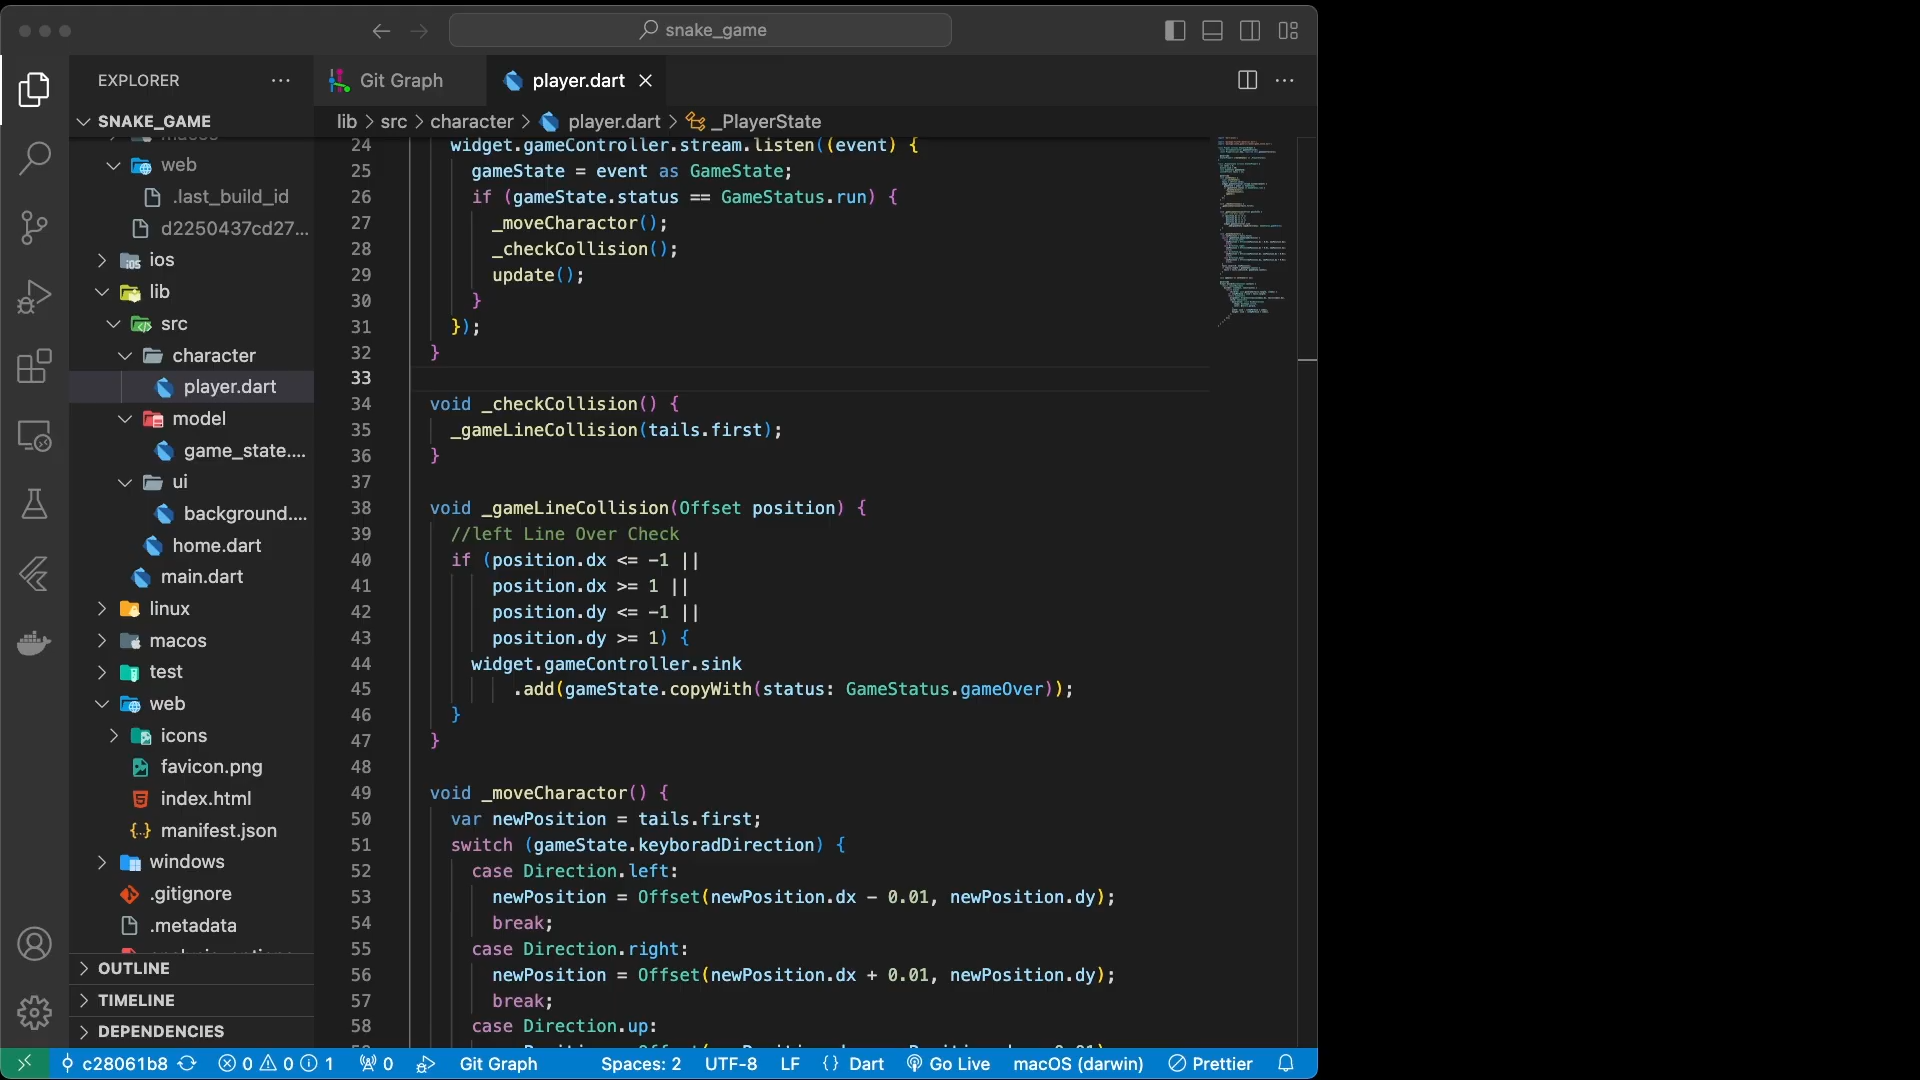 snake_game
EXPLORER
Git Graph
player.dart
SNAKE_GAME
lib > src > character > player.dart > _PlayerState
macos
web
.last_build_id
d2250437cd27...
ios
lib
src
character
player.dart
model
game_state....
ui
background....
home.dart
main.dart
linux
macos
test
web
icons
favicon.png
index.html
manifest.json
windows
.gitignore
.metadata
OUTLINE
TIMELINE
DEPENDENCIES
24 widget.gameController.stream.listen((event) {
25 gameState = event as GameState;
26 if (gameState.status == GameStatus.run) {
27 _moveCharactor();
28 _checkCollision();
29 update();
30 }
31 });
32 }
33
34 void _checkCollision() {
35 _gameLineCollision(tails.first);
36 }
37
38 void _gameLineCollision(Offset position) {
39 //left Line Over Check
40 if (position.dx <= -1 ||
41 position.dx >= 1 ||
42 position.dy <= -1 ||
43 position.dy >= 1) {
44 widget.gameController.sink
45 .add(gameState.copyWith(status: GameStatus.gameOver));
46 }
47 }
48
49 void _moveCharactor() {
50 var newPosition = tails.first;
51 switch (gameState.keyboradDirection) {
52 case Direction.left:
53 newPosition = Offset(newPosition.dx - 0.01, newPosition.dy);
54 break;
55 case Direction.right:
56 newPosition = Offset(newPosition.dx + 0.01, newPosition.dy);
57 break;
58 case Direction.up:
c28061b8 0 0 1 0 Git Graph Spaces: 2 UTF-8 LF {} Dart Go Live macOS (darwin) Prettier